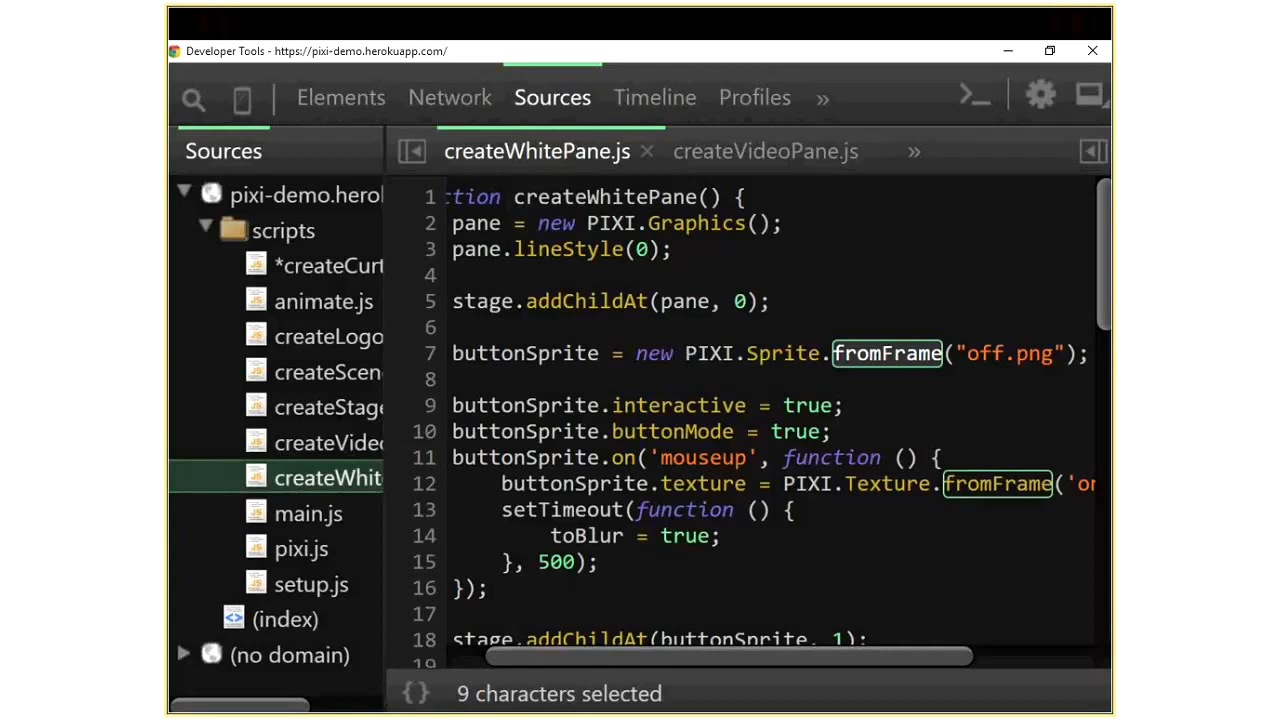 Developer Tools - https://pixi-demo.herokuapp.com/
Elements Network Sources Timeline Profiles »
Sources
createWhitePane.js × createVideoPane.js »
pixi-demo.herok
scripts
*createCurt
animate.js
createLogo
createScen
createStage
createVideo
createWhit
main.js
pixi.js
setup.js
(index)
(no domain)
1 ction createWhitePane() {
2 pane = new PIXI.Graphics();
3 pane.lineStyle(0);
4
5 stage.addChildAt(pane, 0);
6
7 buttonSprite = new PIXI.Sprite.fromFrame("off.png");
8
9 buttonSprite.interactive = true;
10 buttonSprite.buttonMode = true;
11 buttonSprite.on('mouseup', function () {
12 buttonSprite.texture = PIXI.Texture.fromFrame('on
13 setTimeout(function () {
14 toBlur = true;
15 }, 500);
16 });
17
18 stage.addChildAt(buttonSprite, 1);
19
{ } 9 characters selected